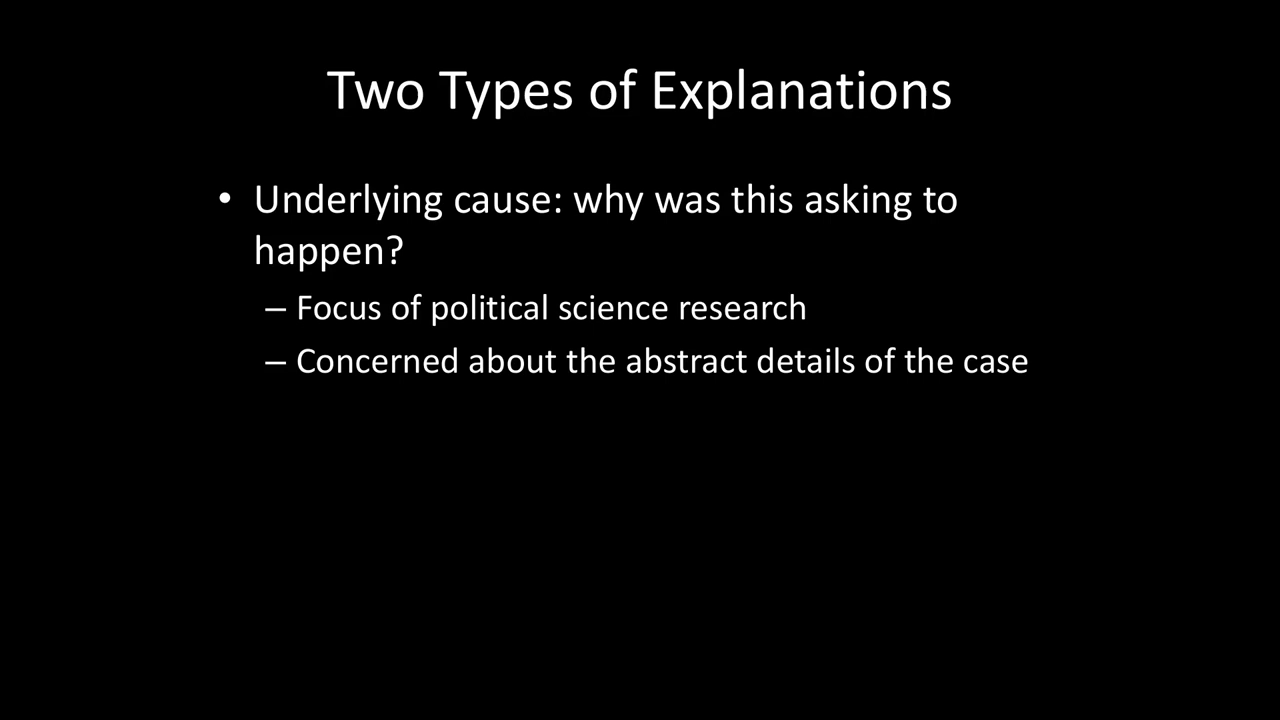 Two Types of Explanations
• Underlying cause: why was this asking to
happen?
– Focus of political science research
– Concerned about the abstract details of the case